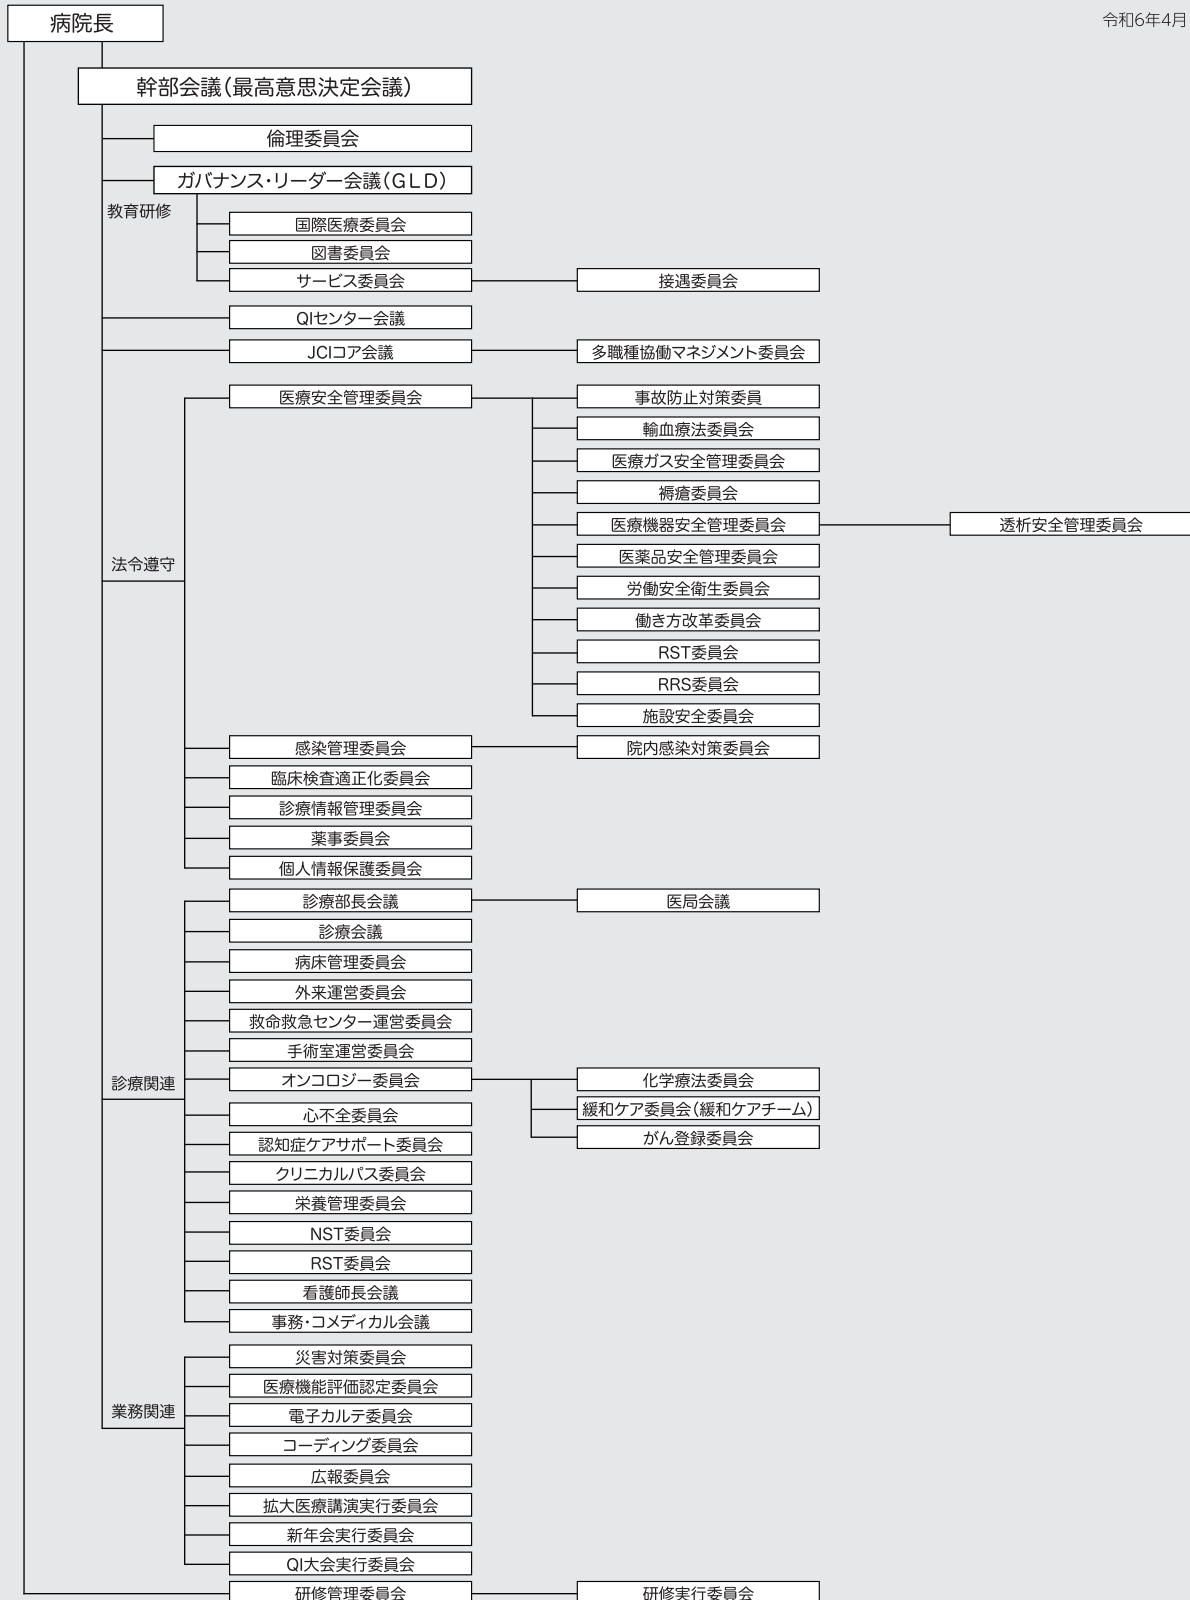 病院長
令和6年4月
幹部会議(最高意思決定会議)
倫理委員会
ガバナンス・リーダー会議(GLD)
教育研修
国際医療委員会
図書委員会
サービス委員会
接遇委員会
QIセンター会議
JCIコア会議
多職種協働マネジメント委員会
医療安全管理委員会
事故防止対策委員
輸血療法委員会
医療ガス安全管理委員会
褥瘡委員会
医療機器安全管理委員会
透析安全管理委員会
医薬品安全管理委員会
法令遵守
労働安全衛生委員会
働き方改革委員会
RST委員会
RRS委員会
施設安全委員会
感染管理委員会
院内感染対策委員会
臨床検査適正化委員会
診療情報管理委員会
薬事委員会
個人情報保護委員会
診療部長会議
医局会議
診療会議
病床管理委員会
外来運営委員会
救命救急センター運営委員会
手術室運営委員会
診療関連
オンコロジー委員会
化学療法委員会
緩和ケア委員会(緩和ケアチーム)
がん登録委員会
心不全委員会
認知症ケアサポート委員会
クリニカルパス委員会
栄養管理委員会
NST委員会
RST委員会
看護師長会議
事務・コメディカル会議
災害対策委員会
医療機能評価認定委員会
業務関連
電子カルテ委員会
コーディング委員会
広報委員会
拡大医療講演実行委員会
新年会実行委員会
QI大会実行委員会
研修管理委員会
研修実行委員会